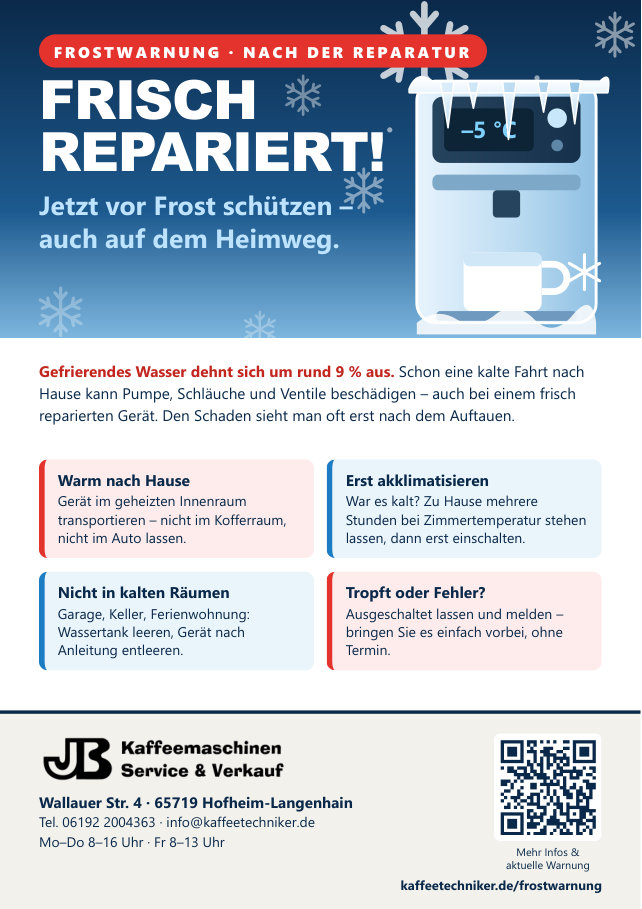 FROSTWARNUNG · NACH DER REPARATUR
FRISCH
REPARIERT!
Jetzt vor Frost schützen –
auch auf dem Heimweg.
–5 °C
Gefrierendes Wasser dehnt sich um rund 9 % aus. Schon eine kalte Fahrt nach
Hause kann Pumpe, Schläuche und Ventile beschädigen – auch bei einem frisch
reparierten Gerät. Den Schaden sieht man oft erst nach dem Auftauen.
Warm nach Hause
Gerät im geheizten Innenraum
transportieren – nicht im Kofferraum,
nicht im Auto lassen.
Erst akklimatisieren
War es kalt? Zu Hause mehrere
Stunden bei Zimmertemperatur stehen
lassen, dann erst einschalten.
Nicht in kalten Räumen
Garage, Keller, Ferienwohnung:
Wassertank leeren, Gerät nach
Anleitung entleeren.
Tropft oder Fehler?
Ausgeschaltet lassen und melden –
bringen Sie es einfach vorbei, ohne
Termin.
JB Kaffeemaschinen
Service & Verkauf
Wallauer Str. 4 · 65719 Hofheim-Langenhain
Tel. 06192 2004363 · info@kaffeetechniker.de
Mo–Do 8–16 Uhr · Fr 8–13 Uhr
Mehr Infos &
aktuelle Warnung
kaffeetechniker.de/frostwarnung